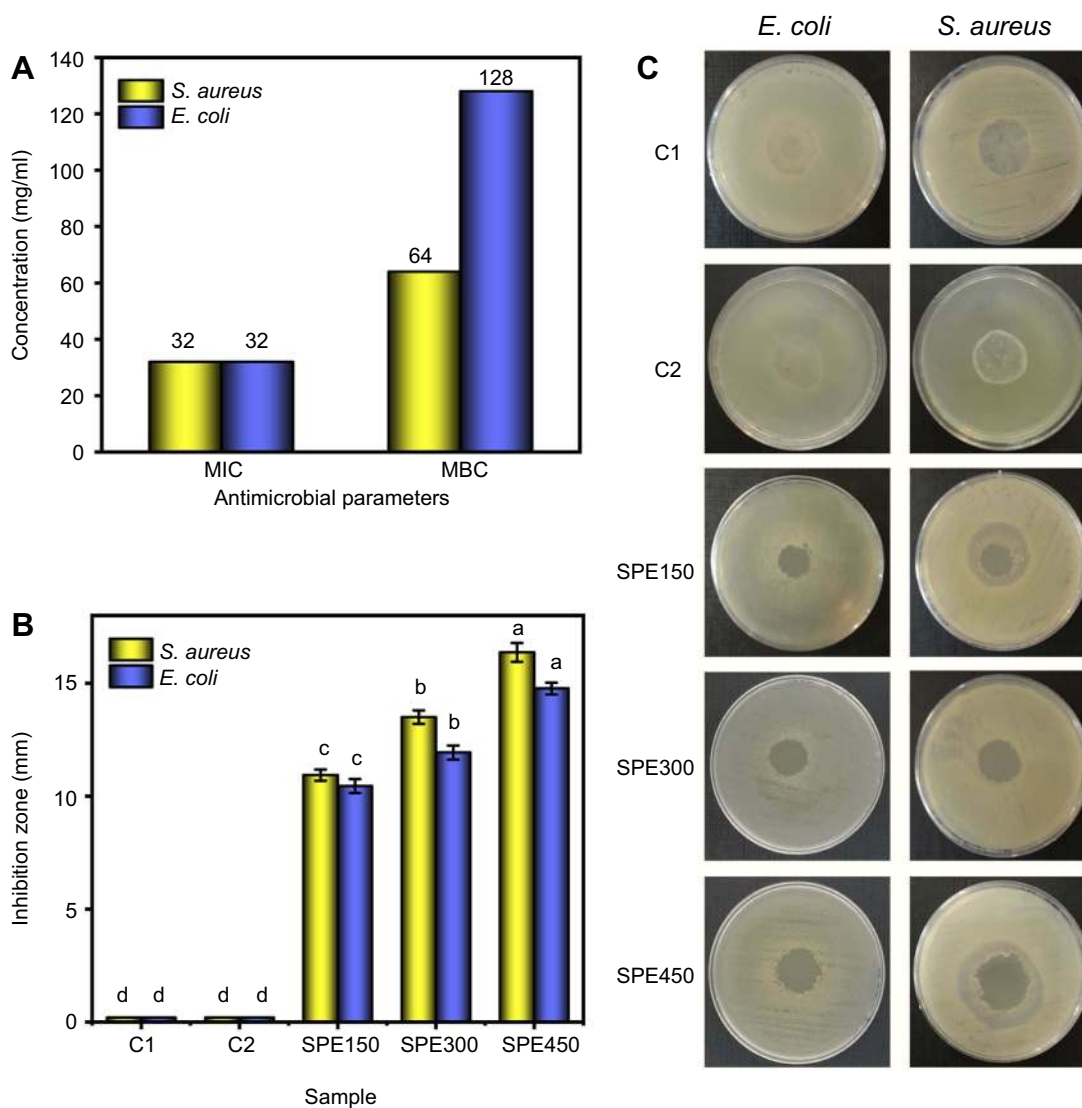 A
140
120
100
80
60
40
20
0
Concentration (mg/ml)
S. aureus
E. coli
32
32
64
128
MIC
MBC
Antimicrobial parameters
B
15
10
5
0
Inhibition zone (mm)
S. aureus
E. coli
d
d
d
d
c
c
b
b
a
a
C1
C2
SPE150
SPE300
SPE450
Sample
C
E. coli
S. aureus
C1
C2
SPE150
SPE300
SPE450